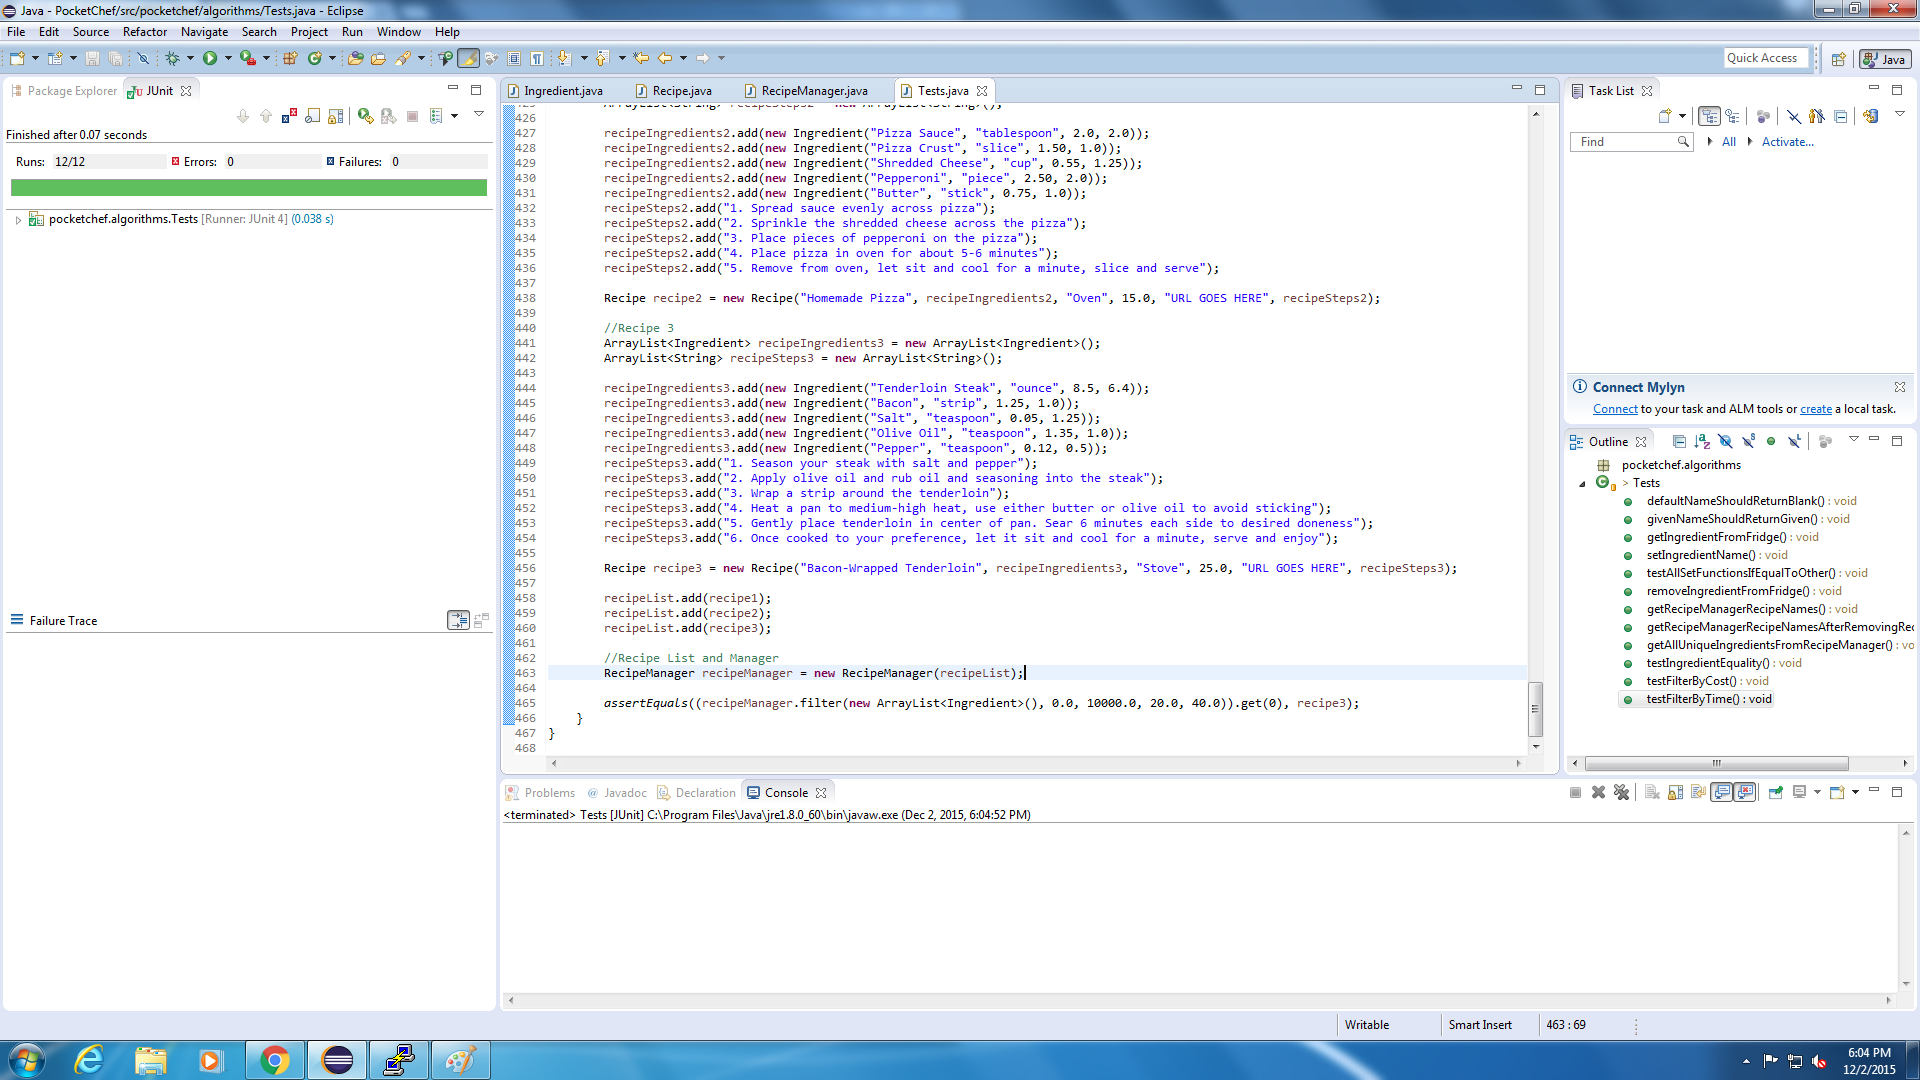 Java - PocketChef/src/pocketchef/algorithms/Tests.java - Eclipse
File Edit Source Refactor Navigate Search Project Run Window Help
Quick Access
Java
Package Explorer JUnit
Finished after 0.07 seconds
Runs: 12/12 Errors: 0 Failures: 0
pocketchef.algorithms.Tests [Runner: JUnit 4] (0.038 s)
Failure Trace
Ingredient.java Recipe.java RecipeManager.java Tests.java
425 ArrayList<String> recipeSteps2 = new ArrayList<String>();
426
427 recipeIngredients2.add(new Ingredient("Pizza Sauce", "tablespoon", 2.0, 2.0));
428 recipeIngredients2.add(new Ingredient("Pizza Crust", "slice", 1.50, 1.0));
429 recipeIngredients2.add(new Ingredient("Shredded Cheese", "cup", 0.55, 1.25));
430 recipeIngredients2.add(new Ingredient("Pepperoni", "piece", 2.50, 2.0));
431 recipeIngredients2.add(new Ingredient("Butter", "stick", 0.75, 1.0));
432 recipeSteps2.add("1. Spread sauce evenly across pizza");
433 recipeSteps2.add("2. Sprinkle the shredded cheese across the pizza");
434 recipeSteps2.add("3. Place pieces of pepperoni on the pizza");
435 recipeSteps2.add("4. Place pizza in oven for about 5-6 minutes");
436 recipeSteps2.add("5. Remove from oven, let sit and cool for a minute, slice and serve");
437
438 Recipe recipe2 = new Recipe("Homemade Pizza", recipeIngredients2, "Oven", 15.0, "URL GOES HERE", recipeSteps2);
439
440 //Recipe 3
441 ArrayList<Ingredient> recipeIngredients3 = new ArrayList<Ingredient>();
442 ArrayList<String> recipeSteps3 = new ArrayList<String>();
443
444 recipeIngredients3.add(new Ingredient("Tenderloin Steak", "ounce", 8.5, 6.4));
445 recipeIngredients3.add(new Ingredient("Bacon", "strip", 1.25, 1.0));
446 recipeIngredients3.add(new Ingredient("Salt", "teaspoon", 0.05, 1.25));
447 recipeIngredients3.add(new Ingredient("Olive Oil", "teaspoon", 1.35, 1.0));
448 recipeIngredients3.add(new Ingredient("Pepper", "teaspoon", 0.12, 0.5));
449 recipeSteps3.add("1. Season your steak with salt and pepper");
450 recipeSteps3.add("2. Apply olive oil and rub oil and seasoning into the steak");
451 recipeSteps3.add("3. Wrap a strip around the tenderloin");
452 recipeSteps3.add("4. Heat a pan to medium-high heat, use either butter or olive oil to avoid sticking");
453 recipeSteps3.add("5. Gently place tenderloin in center of pan. Sear 6 minutes each side to desired doneness");
454 recipeSteps3.add("6. Once cooked to your preference, let it sit and cool for a minute, serve and enjoy");
455
456 Recipe recipe3 = new Recipe("Bacon-Wrapped Tenderloin", recipeIngredients3, "Stove", 25.0, "URL GOES HERE", recipeSteps3);
457
458 recipeList.add(recipe1);
459 recipeList.add(recipe2);
460 recipeList.add(recipe3);
461
462 //Recipe List and Manager
463 RecipeManager recipeManager = new RecipeManager(recipeList);
464
465 assertEquals((recipeManager.filter(new ArrayList<Ingredient>(), 0.0, 10000.0, 20.0, 40.0)).get(0), recipe3);
466 }
467 }
468
Task List
Find All Activate...
Connect Mylyn
Connect to your task and ALM tools or create a local task.
Outline
pocketchef.algorithms
> Tests
defaultNameShouldReturnBlank() : void
givenNameShouldReturnGiven() : void
getIngredientFromFridge() : void
setIngredientName() : void
testAllSetFunctionsIfEqualToOther() : void
removeIngredientFromFridge() : void
getRecipeManagerRecipeNames() : void
getRecipeManagerRecipeNamesAfterRemovingRec
getAllUniqueIngredientsFromRecipeManager() : vo
testIngredientEquality() : void
testFilterByCost() : void
testFilterByTime() : void
Problems @ Javadoc Declaration Console
<terminated> Tests [JUnit] C:\Program Files\Java\jre1.8.0_60\bin\javaw.exe (Dec 2, 2015, 6:04:52 PM)
Writable Smart Insert 463 : 69
6:04 PM
12/2/2015